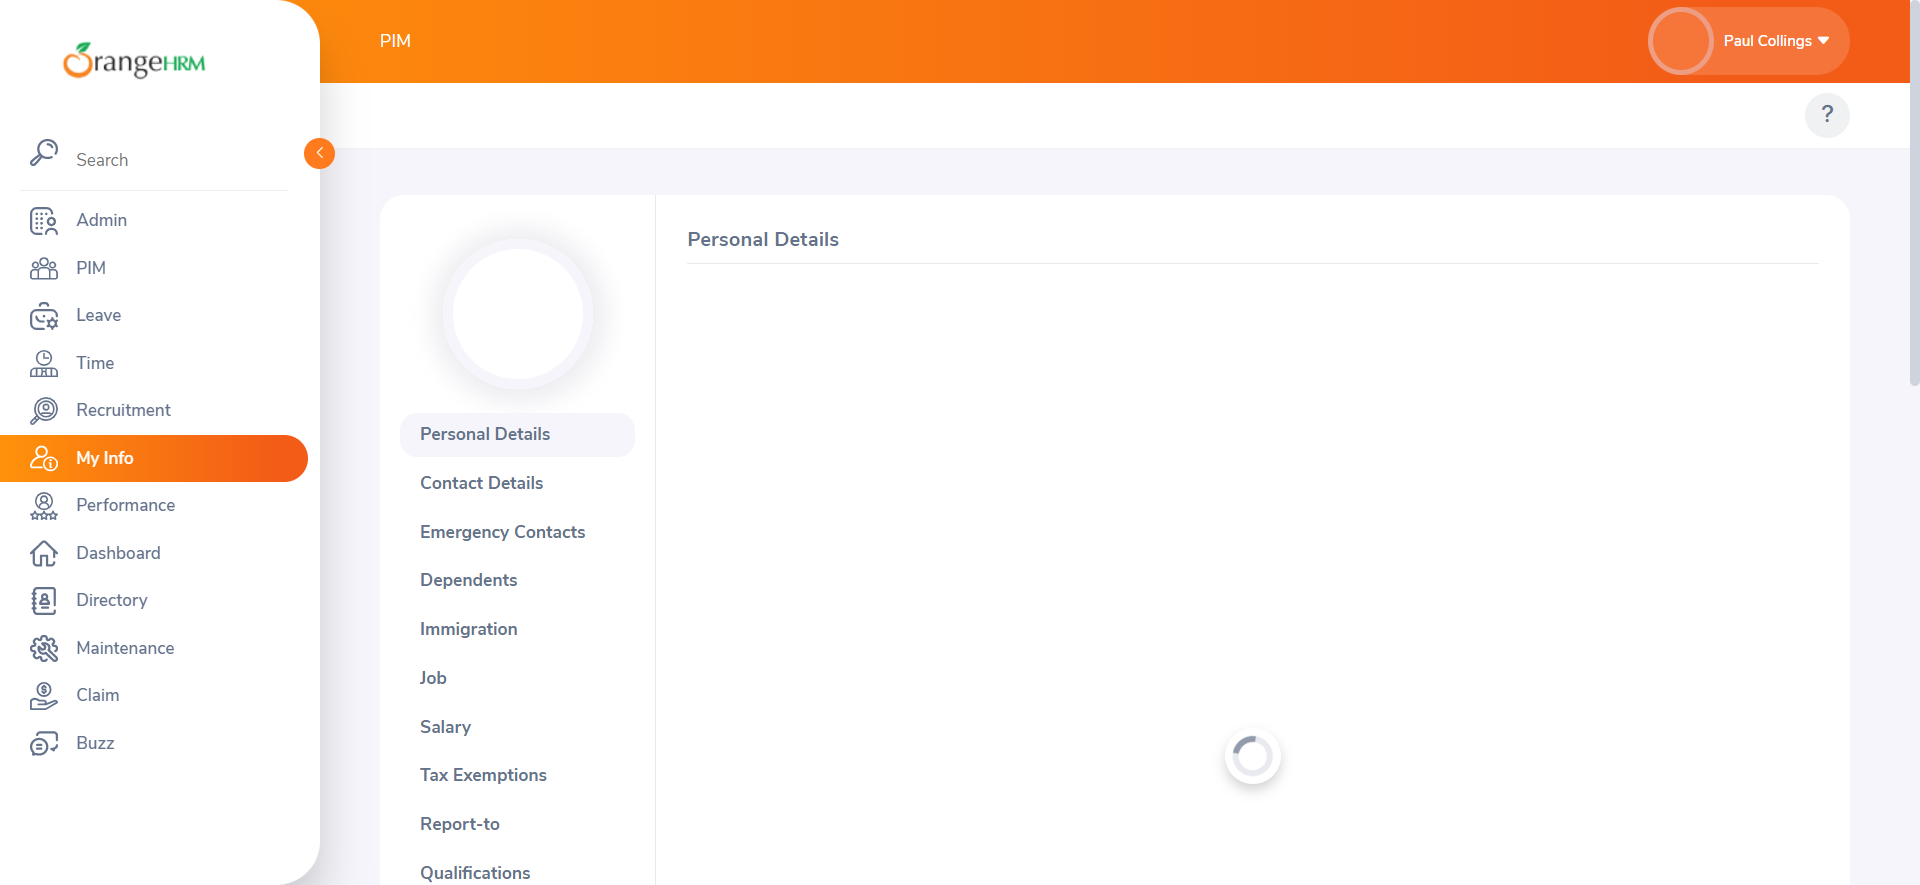 OrangeHRM
PIM
Paul Collings
?
Search
Admin
PIM
Leave
Time
Recruitment
My Info
Performance
Dashboard
Directory
Maintenance
Claim
Buzz
Personal Details
Contact Details
Emergency Contacts
Dependents
Immigration
Job
Salary
Tax Exemptions
Report-to
Qualifications
Personal Details